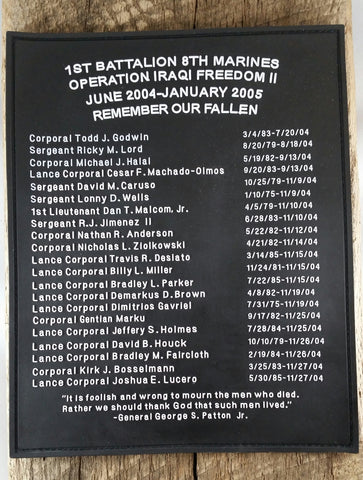 1ST BATTALION 8TH MARINES
OPERATION IRAQI FREEDOM II
JUNE 2004-JANUARY 2005
REMEMBER OUR FALLEN
Corporal Todd J. Godwin 3/4/83-7/20/04
Sergeant Ricky M. Lord 8/20/79-8/18/04
Corporal Michael J. Halal 5/19/82-9/13/04
Lance Corporal Cesar F. Machado-Olmos 9/20/83-9/13/04
Sergeant David M. Caruso 10/25/79-11/9/04
Sergeant Lonny D. Wells 1/10/75-11/9/04
1st Lieutenant Dan T. Malcom, Jr. 4/5/79-11/10/04
Sergeant R.J. Jimenez II 6/28/83-11/10/04
Corporal Nathan R. Anderson 5/22/82-11/12/04
Corporal Nicholas L. Ziolkowski 4/21/82-11/14/04
Lance Corporal Travis R. Desiato 3/14/85-11/15/04
Lance Corporal Billy L. Miller 11/24/81-11/15/04
Lance Corporal Bradley L. Parker 7/22/85-11/15/04
Lance Corporal Demarkus D. Brown 4/8/82-11/19/04
Lance Corporal Dimitrios Gavriel 7/31/75-11/19/04
Corporal Gentian Marku 9/17/82-11/25/04
Lance Corporal Jeffery S. Holmes 7/28/84-11/25/04
Lance Corporal David B. Houck 10/10/79-11/26/04
Lance Corporal Bradley M. Faircloth 2/19/84-11/26/04
Corporal Kirk J. Bosselmann 3/25/83-11/27/04
Lance Corporal Joshua E. Lucero 5/30/85-11/27/04
"It is foolish and wrong to mourn the men who died.
Rather we should thank God that such men lived."
-General George S. Patton Jr.